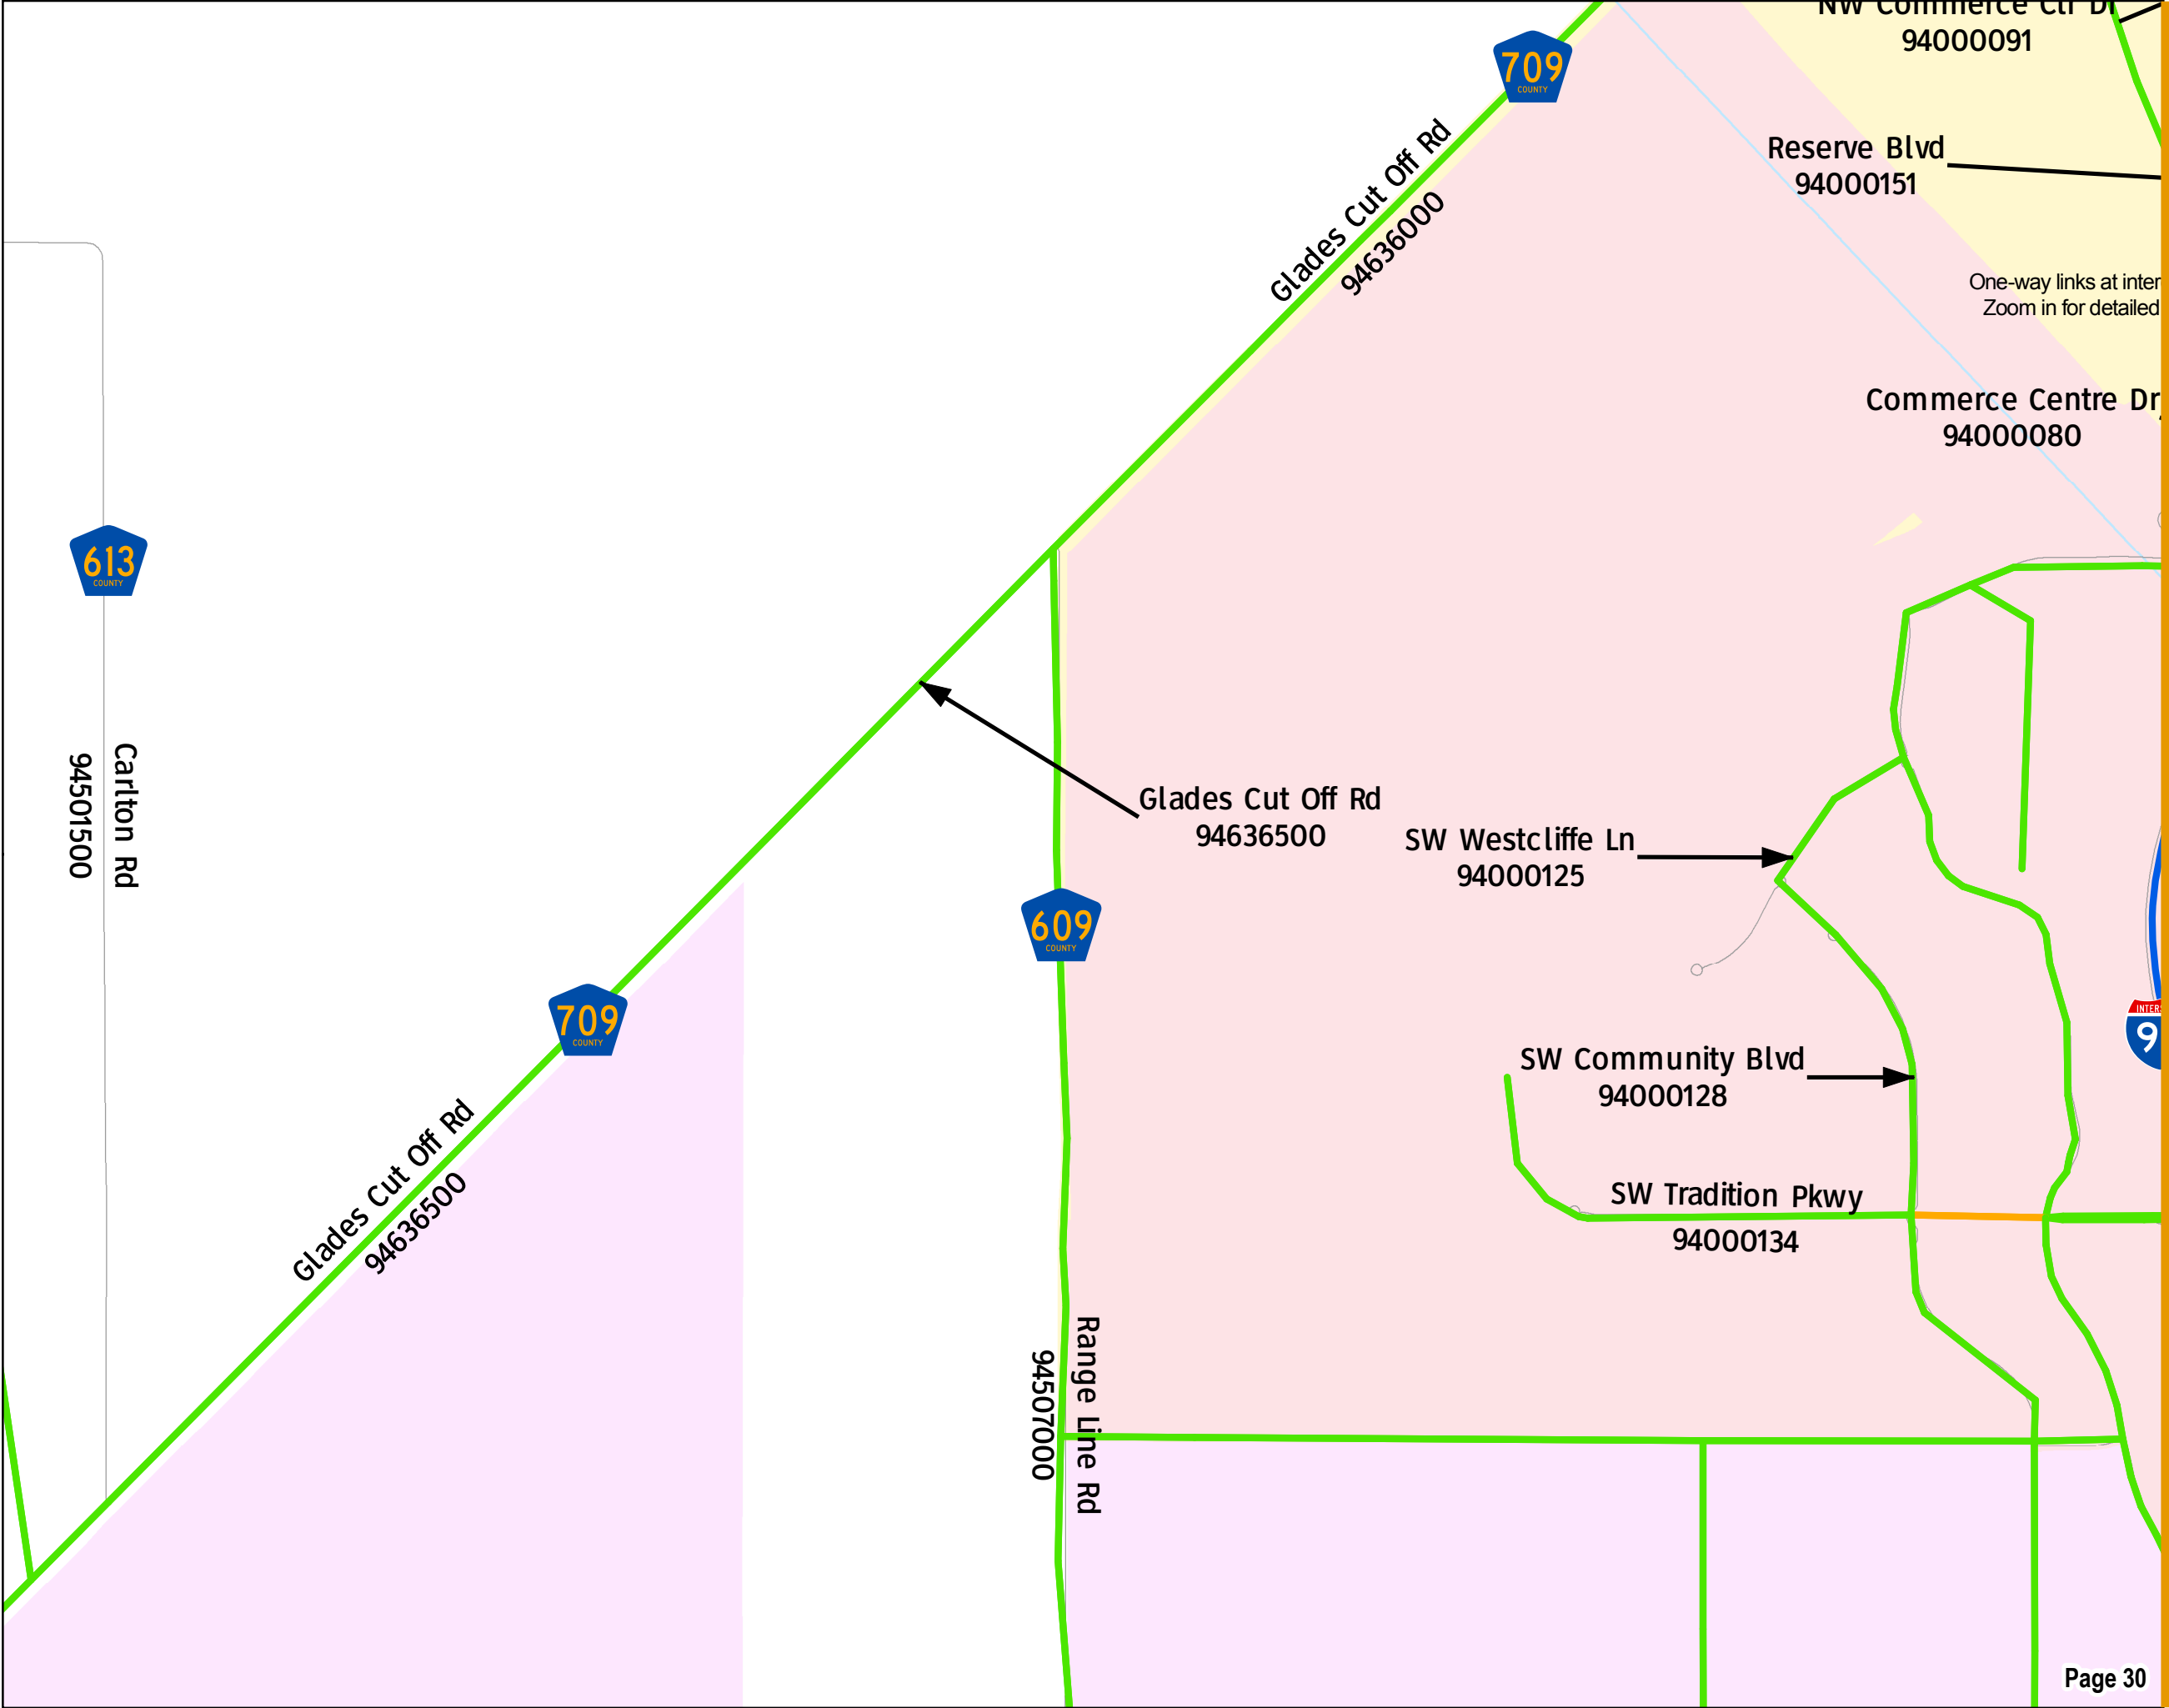 NW Commerce Ctr Dr
94000091
709
COUNTY
Reserve Blvd
94000151
Glades Cut Off Rd
94636000
One-way links at inter
Zoom in for detailed
Commerce Centre Dr
94000080
613
COUNTY
Carlton Rd
94501500
Glades Cut Off Rd
94636500
SW Westcliffe Ln
94000125
609
COUNTY
709
COUNTY
INTERS
9
SW Community Blvd
94000128
Glades Cut Off Rd
94636500
SW Tradition Pkwy
94000134
Range Line Rd
94507000
Page 30